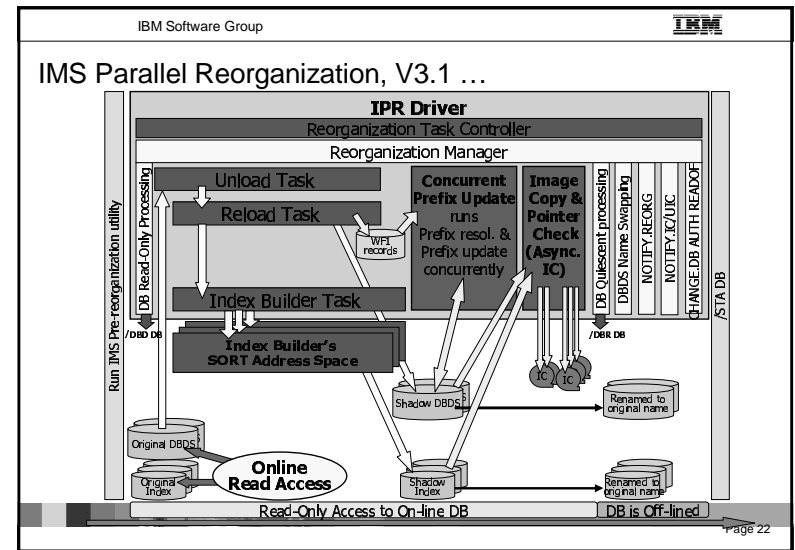 IBM Software Group
IBM
IMS Parallel Reorganization, V3.1 …
Run IMS Pre-reorganization utility
IPR Driver
Reorganization Task Controller
Reorganization Manager
DB Read-Only Processing
/DBD DB
Unload Task
Reload Task
WFI
records
Index Builder Task
Index Builder's
SORT Address Space
Concurrent
Prefix Update
runs
Prefix resol. &
Prefix update
concurrently
Image
Copy &
Pointer
Check
(Async.
IC)
DB Quiescent processing
/DBR DB
DBDS Name Swapping
NOTIFY.REORG
NOTIFY.IC/UIC
CHANGE.DB AUTH READOF
/STA DB
IC
IC
Shadow DBDS
Renamed to
original name
Original DBDS
Online
Read Access
Original
Index
Shadow
Index
Renamed to
original name
Read-Only Access to On-line DB
DB is Off-lined
Page 22